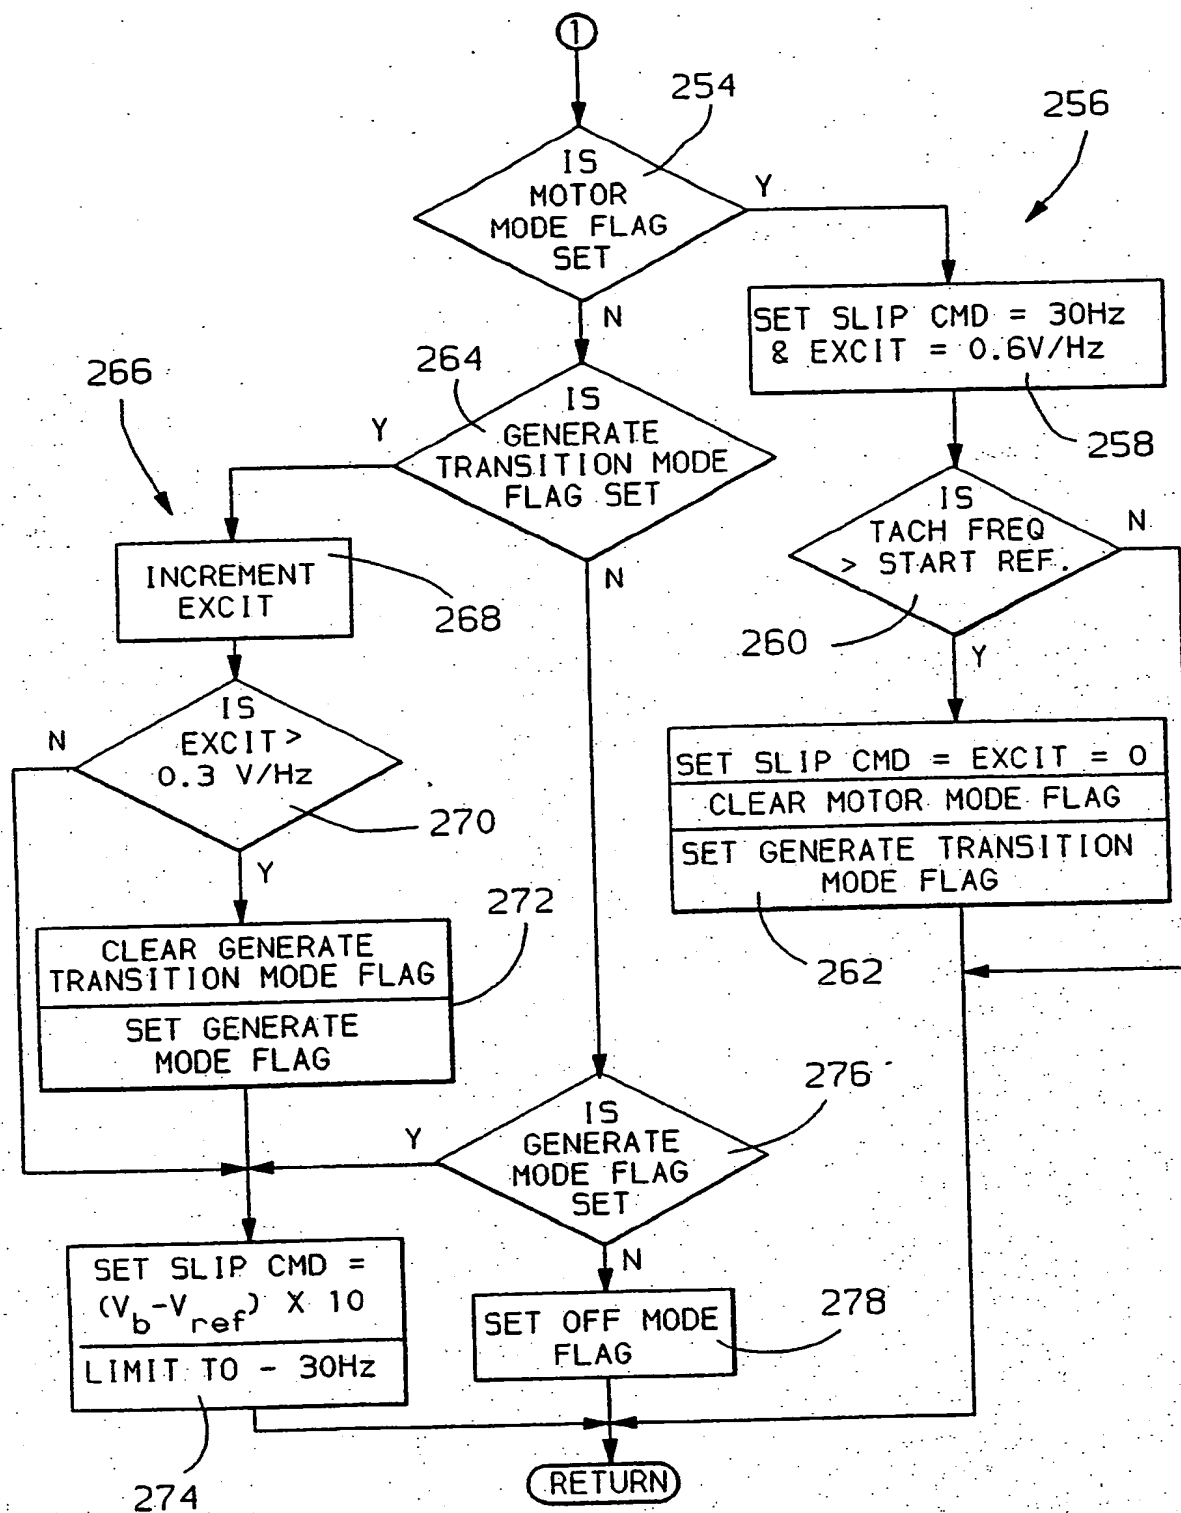 1
254
256
IS
MOTOR
MODE FLAG
SET
Y
N
SET SLIP CMD = 30Hz
& EXCIT = 0.6V/Hz
258
264
266
IS
GENERATE
TRANSITION MODE
FLAG SET
Y
N
IS
TACH FREQ
> START REF.
N
260
Y
INCREMENT
EXCIT
268
IS
EXCIT >
0.3 V/Hz
N
270
Y
SET SLIP CMD = EXCIT = 0
CLEAR MOTOR MODE FLAG
SET GENERATE TRANSITION
MODE FLAG
262
272
CLEAR GENERATE
TRANSITION MODE FLAG
SET GENERATE
MODE FLAG
276
IS
GENERATE
MODE FLAG
SET
Y
N
SET SLIP CMD =
(Vb-Vref) X 10
LIMIT TO - 30Hz
274
SET OFF MODE
FLAG
278
RETURN